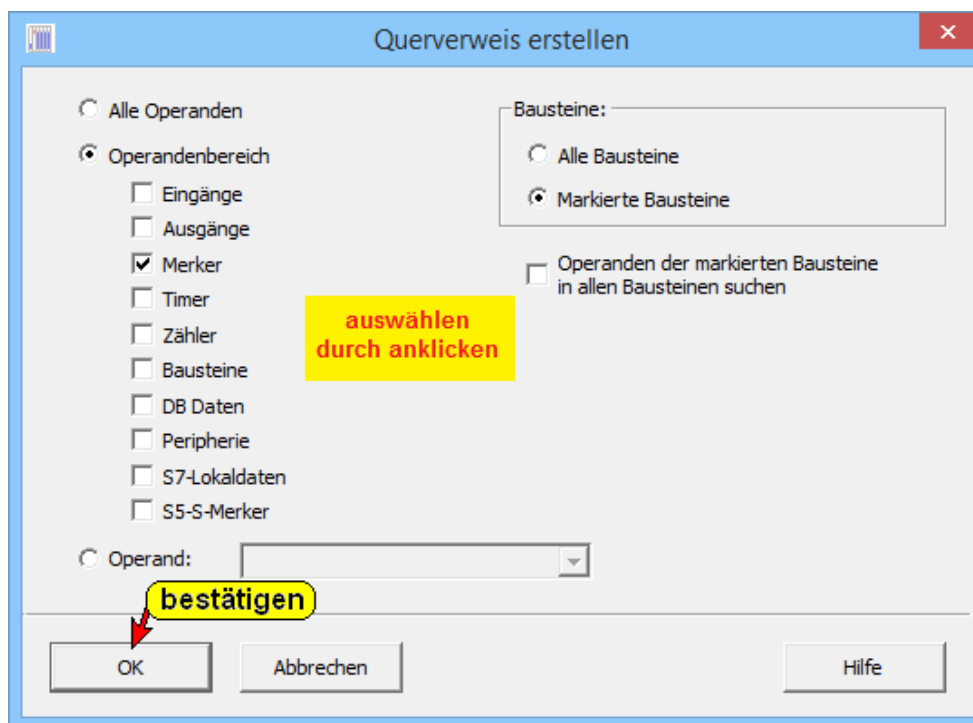 Querverweis erstellen
Alle Operanden
Operandenbereich
Eingänge
Ausgänge
Merker
Timer
Zähler
Bausteine
DB Daten
Peripherie
S7-Lokaldaten
S5-S-Merker
Operand:
Bausteine:
Alle Bausteine
Markierte Bausteine
Operanden der markierten Bausteine
in allen Bausteinen suchen
auswählen
durch anklicken
bestätigen
OK
Abbrechen
Hilfe